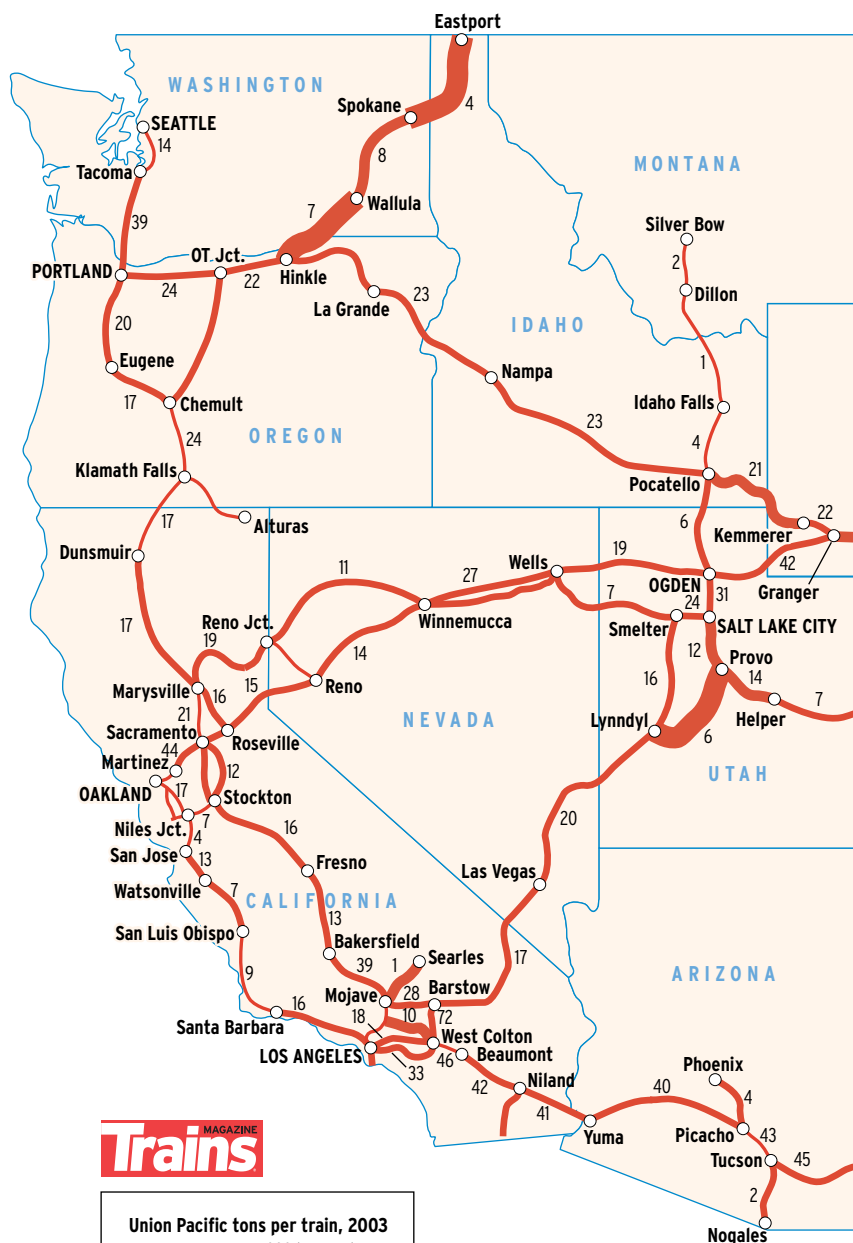 Eastport
WASHINGTON
Spokane
4
SEATTLE
14
8
MONTANA
Tacoma
Wallula
7
39
Silver Bow
OT Jct.
2
PORTLAND
Hinkle
24
22
Dillon
La Grande
23
20
IDAHO
1
Eugene
Nampa
17
Chemult
Idaho Falls
23
OREGON
24
4
Klamath Falls
Pocatello
21
17
Alturas
6
Kemmerer
22
Dunsmuir
Wells
19
11
27
42
OGDEN
Granger
Reno Jct.
Winnemucca
7
24
31
17
Smelter
SALT LAKE CITY
19
14
12
Provo
Marysville
16
15
Reno
16
14
21
NEVADA
7
Sacramento
Roseville
Lynndyl
Helper
44
6
Martinez
12
UTAH
OAKLAND
17
Stockton
7
Niles Jct.
20
4
16
San Jose
13
Fresno
Las Vegas
Watsonville
7
CALIFORNIA
13
San Luis Obispo
Bakersfield
17
Searles
39
1
ARIZONA
9
Barstow
Mojave
28
16
18
10
72
Santa Barbara
West Colton
LOS ANGELES
46
Beaumont
33
Phoenix
42
Niland
40
4
41
Picacho
43
Yuma
Tucson
45
2
Nogales
MAGAZINE
Trains
Union Pacific tons per train, 2003